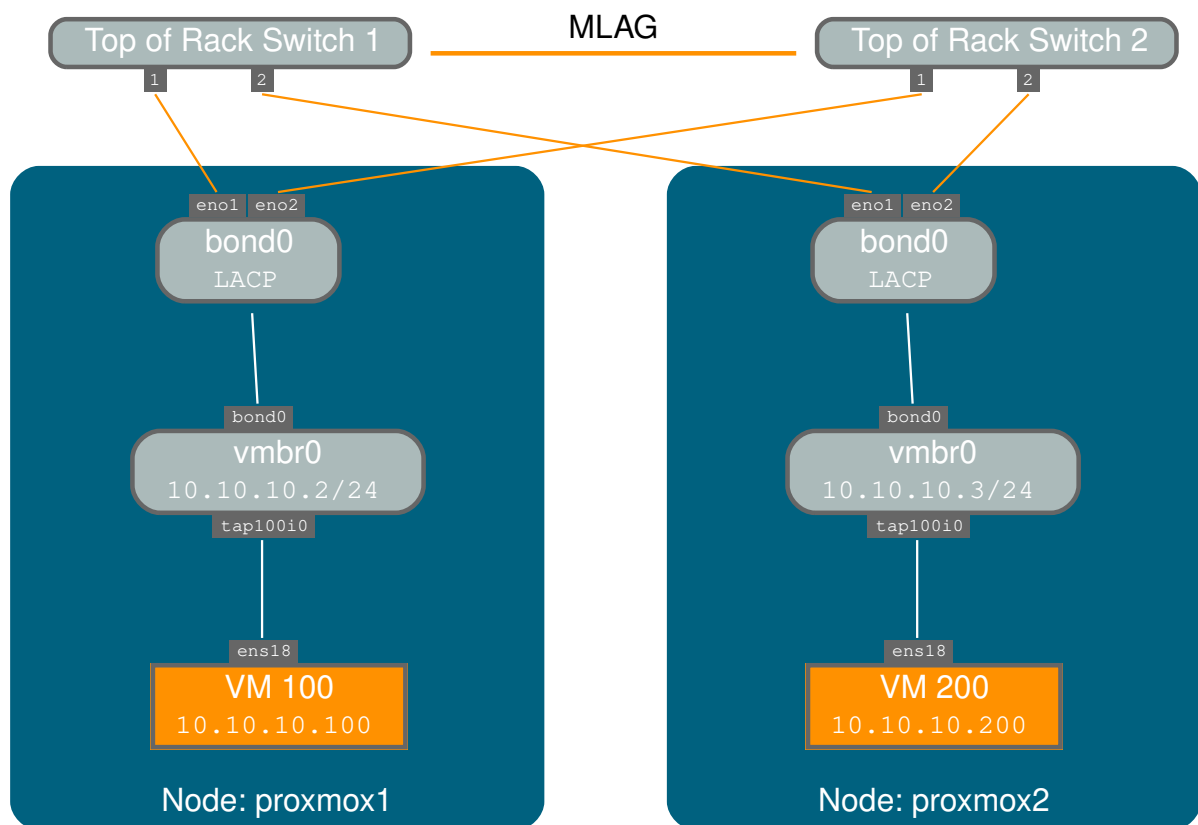 MLAG
Top of Rack Switch 1
Top of Rack Switch 2
1 2
1 2
eno1 eno2
bond0
LACP
bond0
vmbr0
10.10.10.2/24
tap100i0
ens18
VM 100
10.10.10.100
Node: proxmox1
eno1 eno2
bond0
LACP
bond0
vmbr0
10.10.10.3/24
tap100i0
ens18
VM 200
10.10.10.200
Node: proxmox2